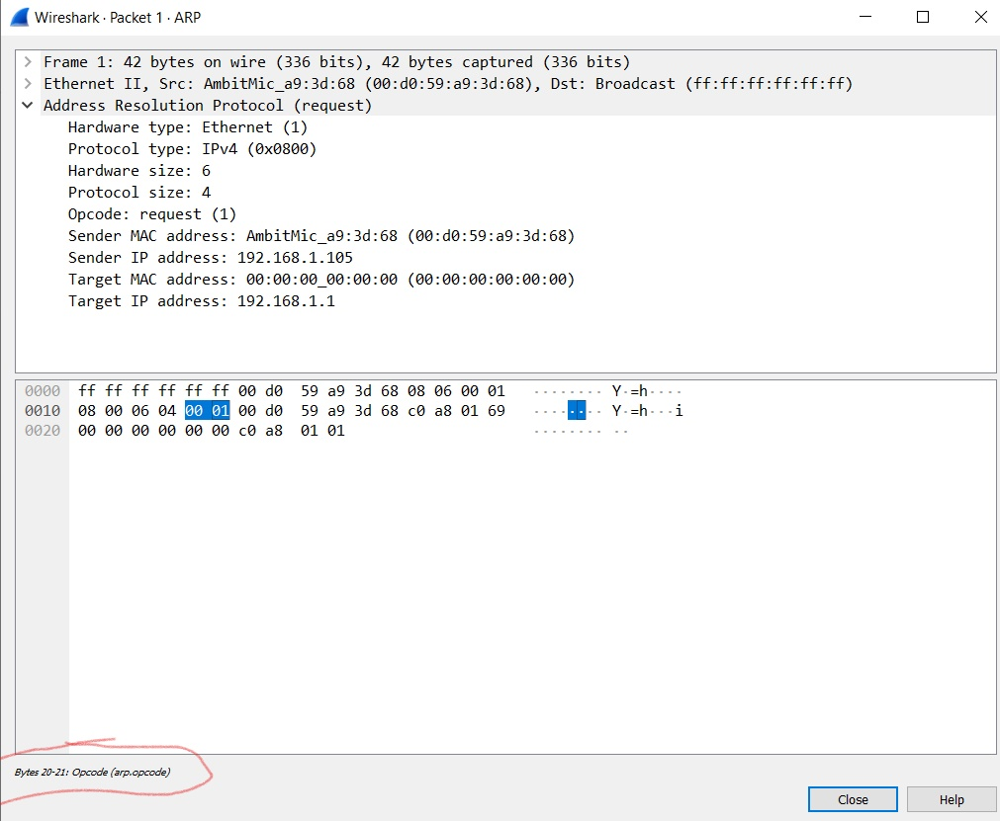 Wireshark · Packet 1 · ARP
Frame 1: 42 bytes on wire (336 bits), 42 bytes captured (336 bits)
Ethernet II, Src: AmbitMic_a9:3d:68 (00:d0:59:a9:3d:68), Dst: Broadcast (ff:ff:ff:ff:ff:ff)
Address Resolution Protocol (request)
Hardware type: Ethernet (1)
Protocol type: IPv4 (0x0800)
Hardware size: 6
Protocol size: 4
Opcode: request (1)
Sender MAC address: AmbitMic_a9:3d:68 (00:d0:59:a9:3d:68)
Sender IP address: 192.168.1.105
Target MAC address: 00:00:00_00:00:00 (00:00:00:00:00:00)
Target IP address: 192.168.1.1
0000 ff ff ff ff ff ff 00 d0 59 a9 3d 68 08 06 00 01 ········ Y·=h····
0010 08 00 06 04 00 01 00 d0 59 a9 3d 68 c0 a8 01 69 ········ Y·=h···i
0020 00 00 00 00 00 00 c0 a8 01 01 ········ ··
Bytes 20-21: Opcode (arp.opcode)
Close Help